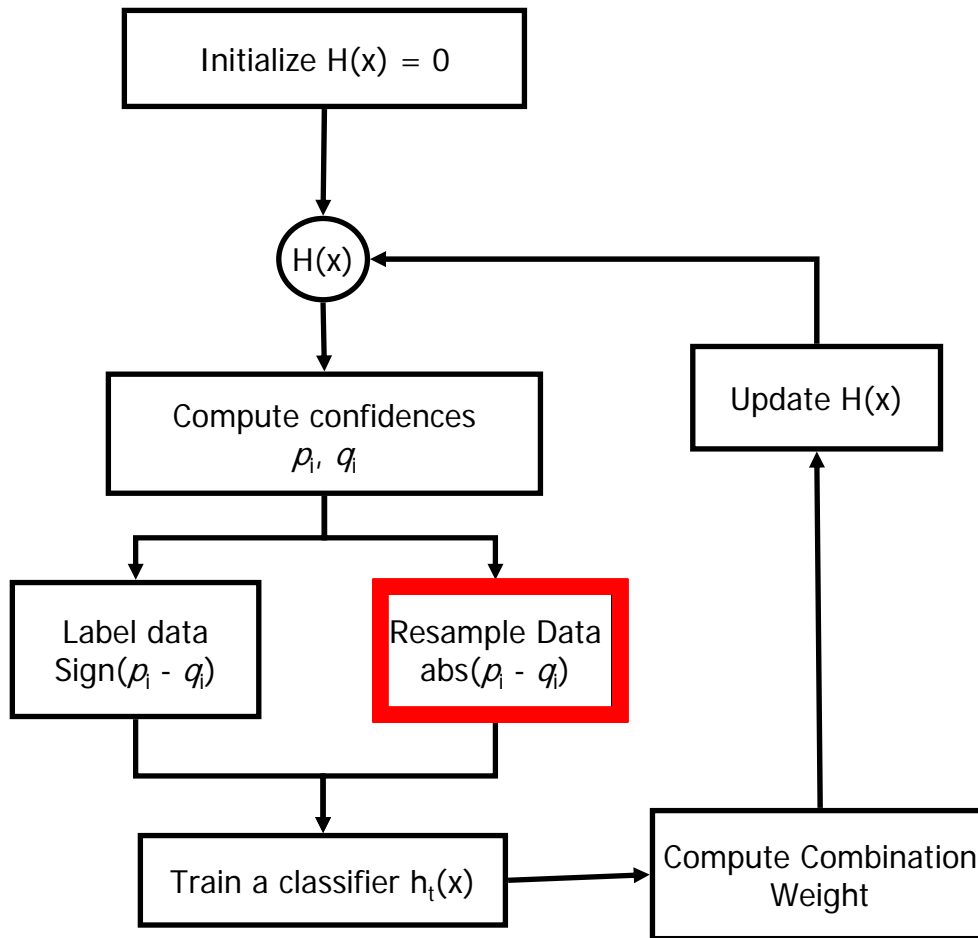 Initialize H(x) = 0
H(x)
Compute confidences
pi, qi
Update H(x)
Label data
Sign(pi - qi)
Resample Data
abs(pi - qi)
Train a classifier ht(x)
Compute Combination
Weight